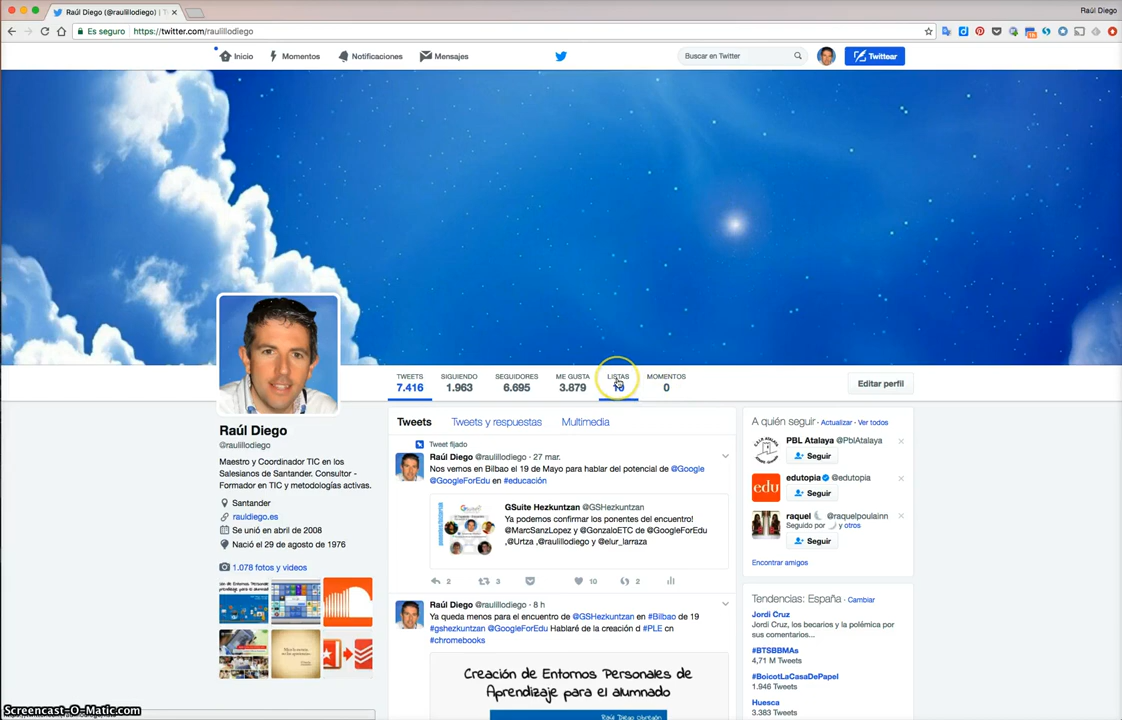 Raúl Diego (@raulillodiego) | T
Raúl Diego
Es seguro
https://twitter.com/raulillodiego
Inicio
Momentos
Notificaciones
Mensajes
Buscar en Twitter
Twittear
TWEETS
7.416
SIGUIENDO
1.963
SEGUIDORES
6.695
ME GUSTA
3.879
LISTAS
MOMENTOS
0
Editar perfil
Raúl Diego
@raulillodiego
Maestro y Coordinador TIC en los
Salesianos de Santander. Consultor -
Formador en TIC y metodologías activas.
Santander
rauldiego.es
Se unió en abril de 2008
Nació el 29 de agosto de 1976
1.078 fotos y videos
Tweets
Tweets y respuestas
Multimedia
Tweet fijado
Raúl Diego @raulillodiego · 27 mar.
Nos vemos en Bilbao el 19 de Mayo para hablar del potencial de @Google
@GoogleForEdu en #educación
GSuite Hezkuntzan @GSHezkuntzan
Ya podemos confirmar los ponentes del encuentro!
@MarcSanzLopez y @GonzaloETC de @GoogleForEdu
,@Urtza ,@raulillodiego y @elur_larraza
2
3
10
2
Raúl Diego @raulillodiego · 8 h
Ya queda menos para el encuentro de @GSHezkuntzan en #Bilbao de 19
#gshezkuntzan @GoogleForEdu Hablaré de la creación d #PLE cn
#chromebooks
Creación de Entornos Personales de
Aprendizaje para el alumnado
Raúl Diego Obregón
A quién seguir · Actualizar · Ver todos
PBL Atalaya @PblAtalaya
Seguir
edutopia @edutopia
Seguir
raquel @raquelpoulainn
Seguido por y otros
Seguir
Encontrar amigos
Tendencias: España · Cambiar
Jordi Cruz
Jordi Cruz, los becarios y la polémica por
sus comentarios...
#BTSBBMAs
4,71 M Tweets
#BoicotLaCasaDePapel
1.946 Tweets
Huesca
3.383 Tweets
Screencast-O-Matic.com